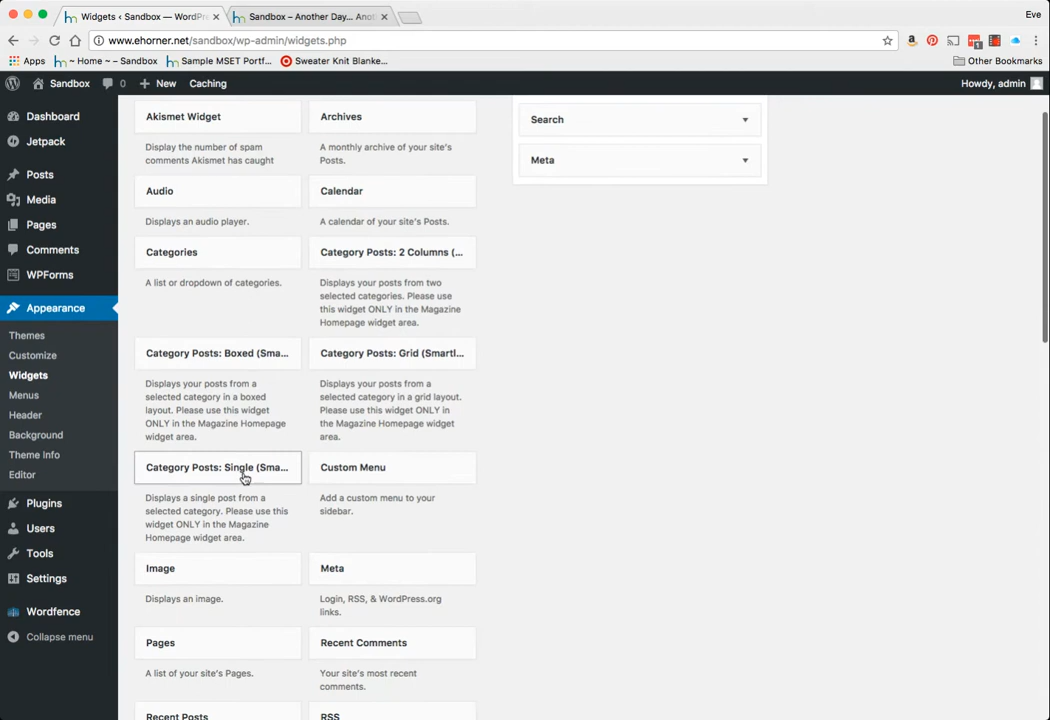 Widgets ‹ Sandbox — WordPr
Sandbox – Another Day... Anot
Eve
www.ehorner.net/sandbox/wp-admin/widgets.php
Apps
~ Home ~ – Sandbox
Sample MSET Portf...
Sweater Knit Blanke...
Other Bookmarks
Sandbox
0
New
Caching
Howdy, admin
Dashboard
Jetpack
Posts
Media
Pages
Comments
WPForms
Appearance
Themes
Customize
Widgets
Menus
Header
Background
Theme Info
Editor
Plugins
Users
Tools
Settings
Wordfence
Collapse menu
Akismet Widget
Display the number of spam
comments Akismet has caught
Archives
A monthly archive of your site's
Posts.
Audio
Displays an audio player.
Calendar
A calendar of your site's Posts.
Categories
A list or dropdown of categories.
Category Posts: 2 Columns (...
Displays your posts from two
selected categories. Please use
this widget ONLY in the Magazine
Homepage widget area.
Category Posts: Boxed (Sma...
Displays your posts from a
selected category in a boxed
layout. Please use this widget
ONLY in the Magazine Homepage
widget area.
Category Posts: Grid (Smartl...
Displays your posts from a
selected category in a grid layout.
Please use this widget ONLY in
the Magazine Homepage widget
area.
Category Posts: Single (Sma...
Displays a single post from a
selected category. Please use this
widget ONLY in the Magazine
Homepage widget area.
Custom Menu
Add a custom menu to your
sidebar.
Image
Displays an image.
Meta
Login, RSS, & WordPress.org
links.
Pages
A list of your site's Pages.
Recent Comments
Your site's most recent
comments.
Recent Posts
RSS
Search
Meta